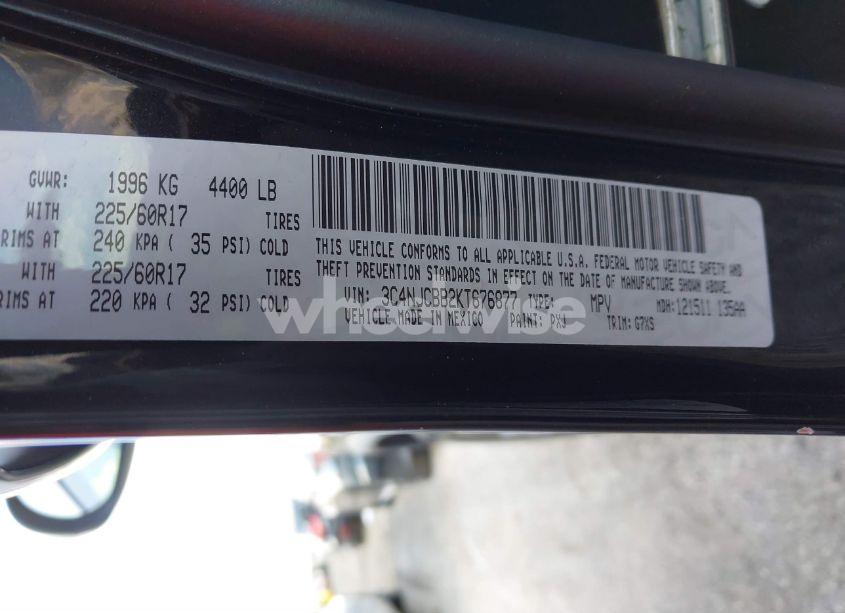 GVWR: 1996 KG 4400 LB
WITH 225/60R17 TIRES
RIMS AT 240 KPA ( 35 PSI) COLD
WITH 225/60R17 TIRES
RIMS AT 220 KPA ( 32 PSI) COLD
THIS VEHICLE CONFORMS TO ALL APPLICABLE U.S.A. FEDERAL MOTOR VEHICLE SAFETY AND
THEFT PREVENTION STANDARDS IN EFFECT ON THE DATE OF MANUFACTURE SHOWN ABOVE.
VIN: 3C4NJCBB2KT676877 TYPE: MPV MDH:121511 135AA
VEHICLE MADE IN MEXICO PAINT: PXJ TRIM: G7XS
wheelwise